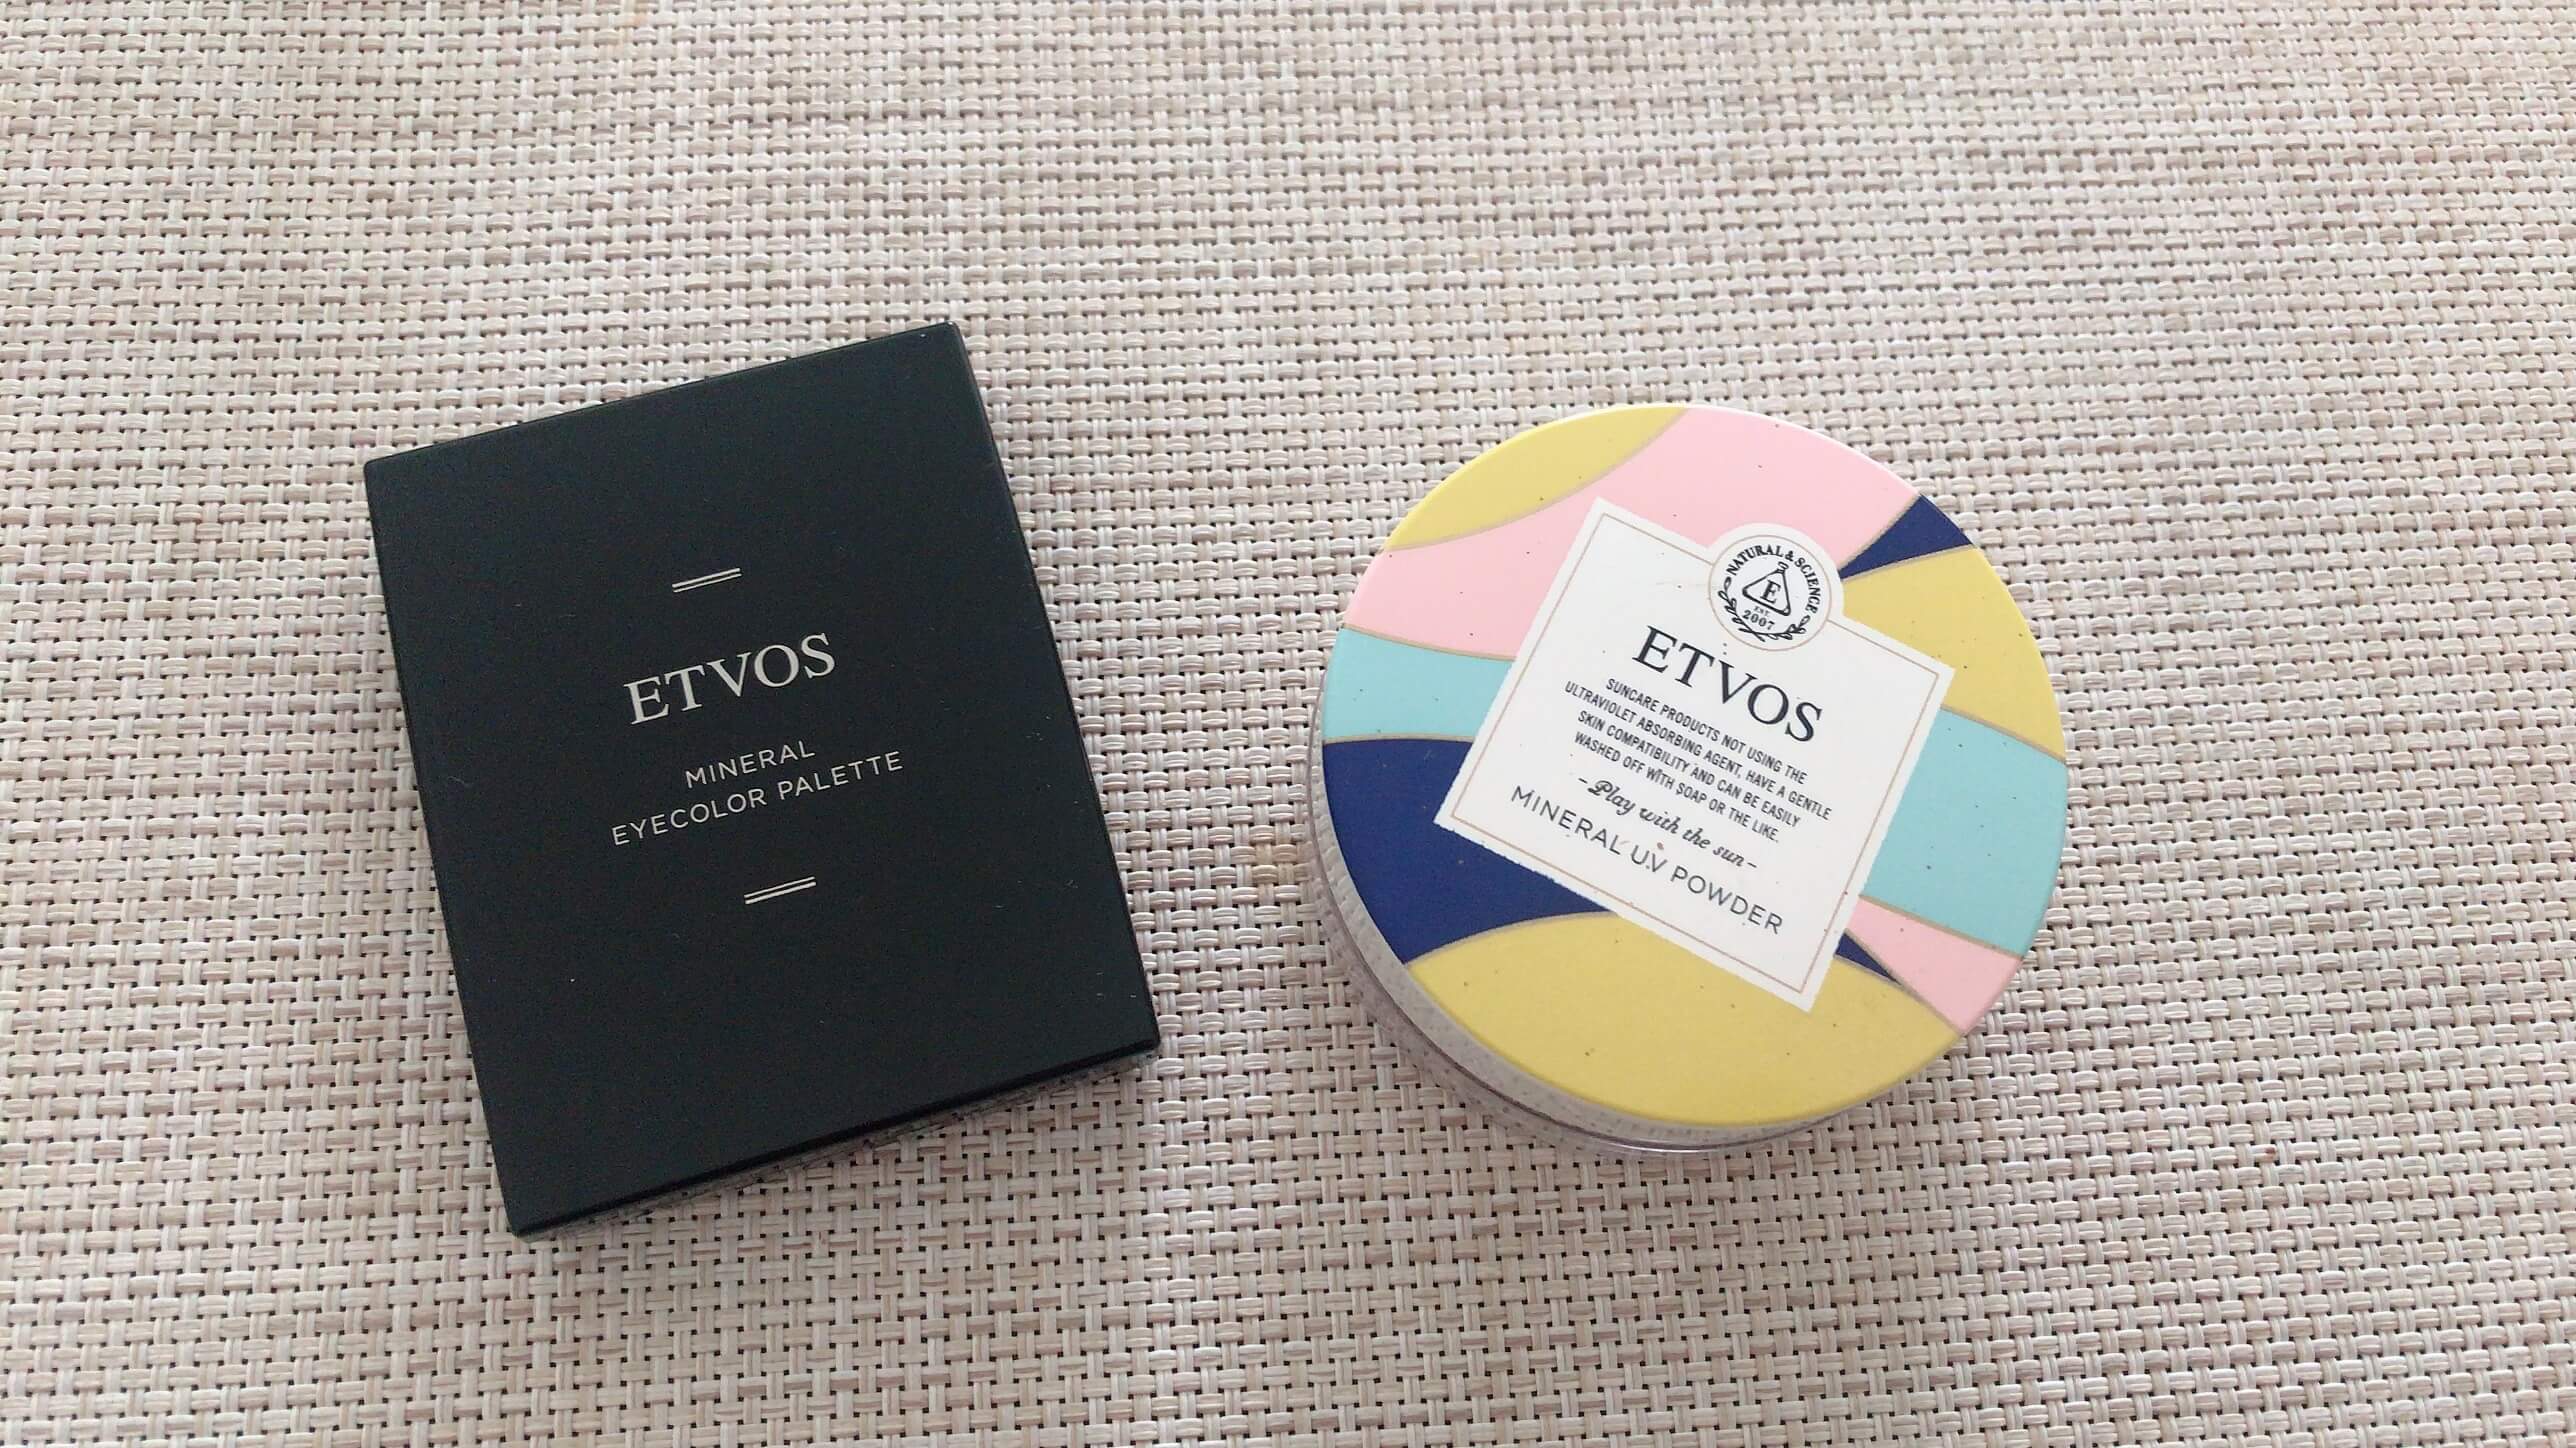 ETVOS
MINERAL
EYECOLOR PALETTE
NATURAL & SCIENCE
E
EST.
2007
ETVOS
SUNCARE PRODUCTS NOT USING THE
ULTRAVIOLET ABSORBING AGENT, HAVE A GENTLE
SKIN COMPATIBILITY AND CAN BE EASILY
WASHED OFF WITH SOAP OR THE LIKE.
-Play with the sun-
MINERAL UV POWDER